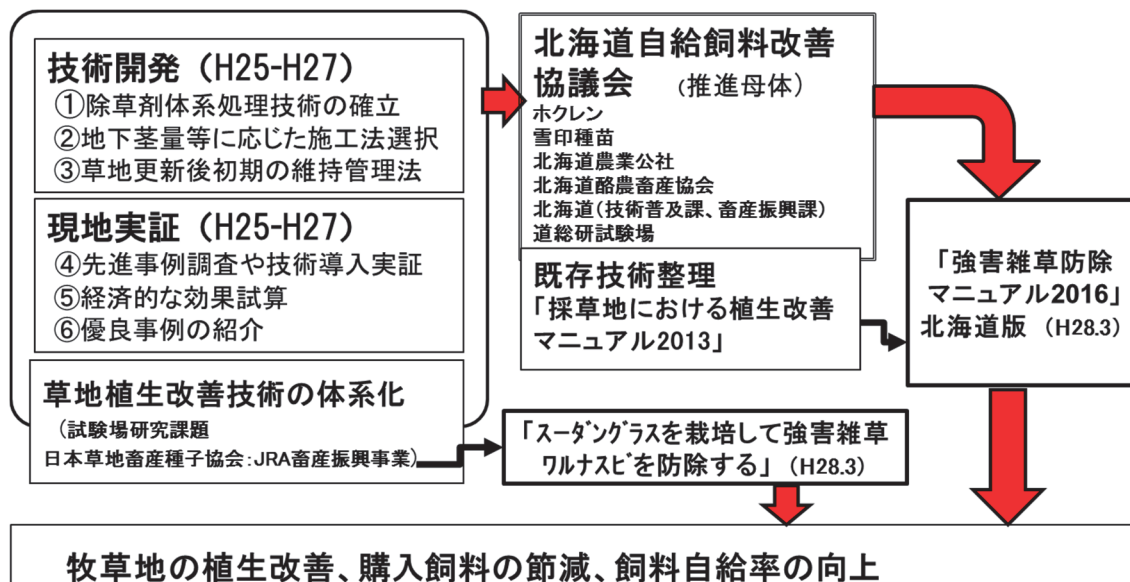 技術開発（H25-H27）
①除草剤体系処理技術の確立
②地下茎量等に応じた施工法選択
③草地更新後初期の維持管理法
現地実証（H25-H27）
④先進事例調査や技術導入実証
⑤経済的な効果試算
⑥優良事例の紹介
草地植生改善技術の体系化
（試験場研究課題
日本草地畜産種子協会：JRA畜産振興事業）
北海道自給飼料改善
協議会　（推進母体）
ホクレン
雪印種苗
北海道農業公社
北海道酪農畜産協会
北海道（技術普及課、畜産振興課）
道総研試験場
既存技術整理
「採草地における植生改善
マニュアル2013」
「強害雑草防除
マニュアル2016」
北海道版（H28.3）
「ｽｰﾀﾞﾝｸﾞﾗｽを栽培して強害雑草
ﾜﾙﾅｽﾋﾞを防除する」（H28.3）
牧草地の植生改善、購入飼料の節減、飼料自給率の向上